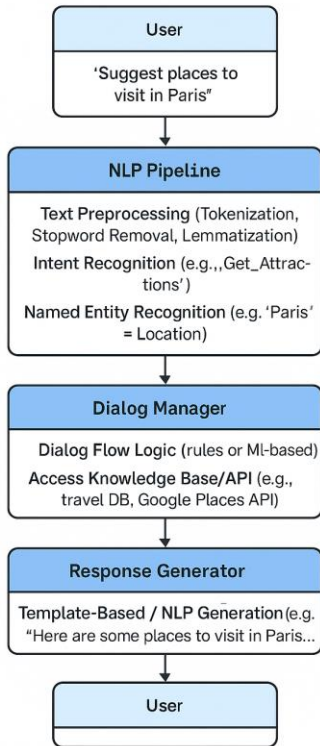 User
‘Suggest places to
visit in Paris”
NLP Pipeline
Text Preprocessing (Tokenization,
Stopword Removal, Lemmatization)
Intent Recognition (e.g.,,Get_Attrac-
tions’)
Named Entity Recognition (e.g. ‘Paris’
= Location)
Dialog Manager
Dialog Flow Logic (rules or Ml-based)
Access Knowledge Base/API (e.g.,
travel DB, Google Places API)
Response Generator
Template-Based / NLP Generation (e.g.
“Here are some places to visit in Paris...
User